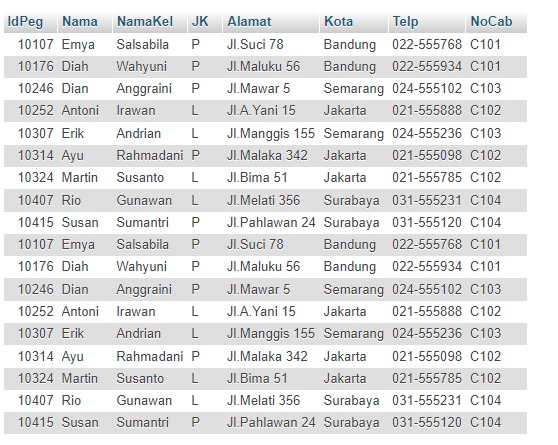 IdPeg Nama NamaKel JK Alamat Kota Telp NoCab
10107 Emya Salsabila P Jl.Suci 78 Bandung 022-555768 C101
10176 Diah Wahyuni P Jl.Maluku 56 Bandung 022-555934 C101
10246 Dian Anggraini P Jl.Mawar 5 Semarang 024-555102 C103
10252 Antoni Irawan L Jl.A.Yani 15 Jakarta 021-555888 C102
10307 Erik Andrian L Jl.Manggis 155 Semarang 024-555236 C103
10314 Ayu Rahmadani P Jl.Malaka 342 Jakarta 021-555098 C102
10324 Martin Susanto L Jl.Bima 51 Jakarta 021-555785 C102
10407 Rio Gunawan L Jl.Melati 356 Surabaya 031-555231 C104
10415 Susan Sumantri P Jl.Pahlawan 24 Surabaya 031-555120 C104
10107 Emya Salsabila P Jl.Suci 78 Bandung 022-555768 C101
10176 Diah Wahyuni P Jl.Maluku 56 Bandung 022-555934 C101
10246 Dian Anggraini P Jl.Mawar 5 Semarang 024-555102 C103
10252 Antoni Irawan L Jl.A.Yani 15 Jakarta 021-555888 C102
10307 Erik Andrian L Jl.Manggis 155 Semarang 024-555236 C103
10314 Ayu Rahmadani P Jl.Malaka 342 Jakarta 021-555098 C102
10324 Martin Susanto L Jl.Bima 51 Jakarta 021-555785 C102
10407 Rio Gunawan L Jl.Melati 356 Surabaya 031-555231 C104
10415 Susan Sumantri P Jl.Pahlawan 24 Surabaya 031-555120 C104